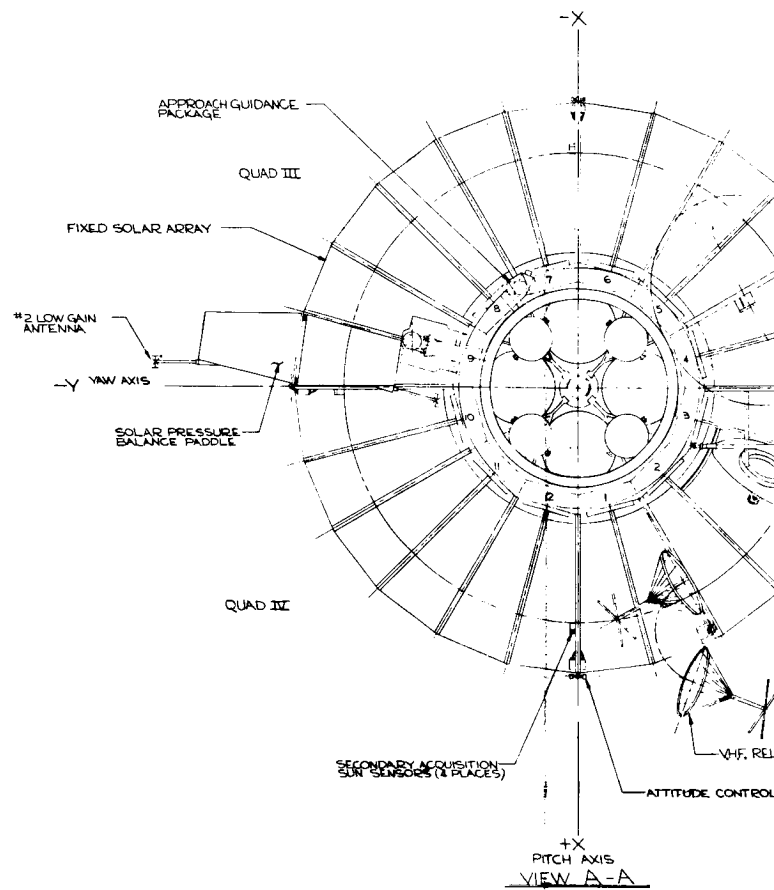 -X
APPROACH GUIDANCE
PACKAGE
QUAD III
FIXED SOLAR ARRAY
#2 LOW GAIN
ANTENNA
-Y YAW AXIS
SOLAR PRESSURE
BALANCE PADDLE
7
6
8
5
9
4
10
3
11
2
12
1
QUAD IV
SECONDARY ACQUISITION
SUN SENSORS (4 PLACES)
V.H.F. REL
ATTITUDE CONTROL
+X
PITCH AXIS
VIEW A-A